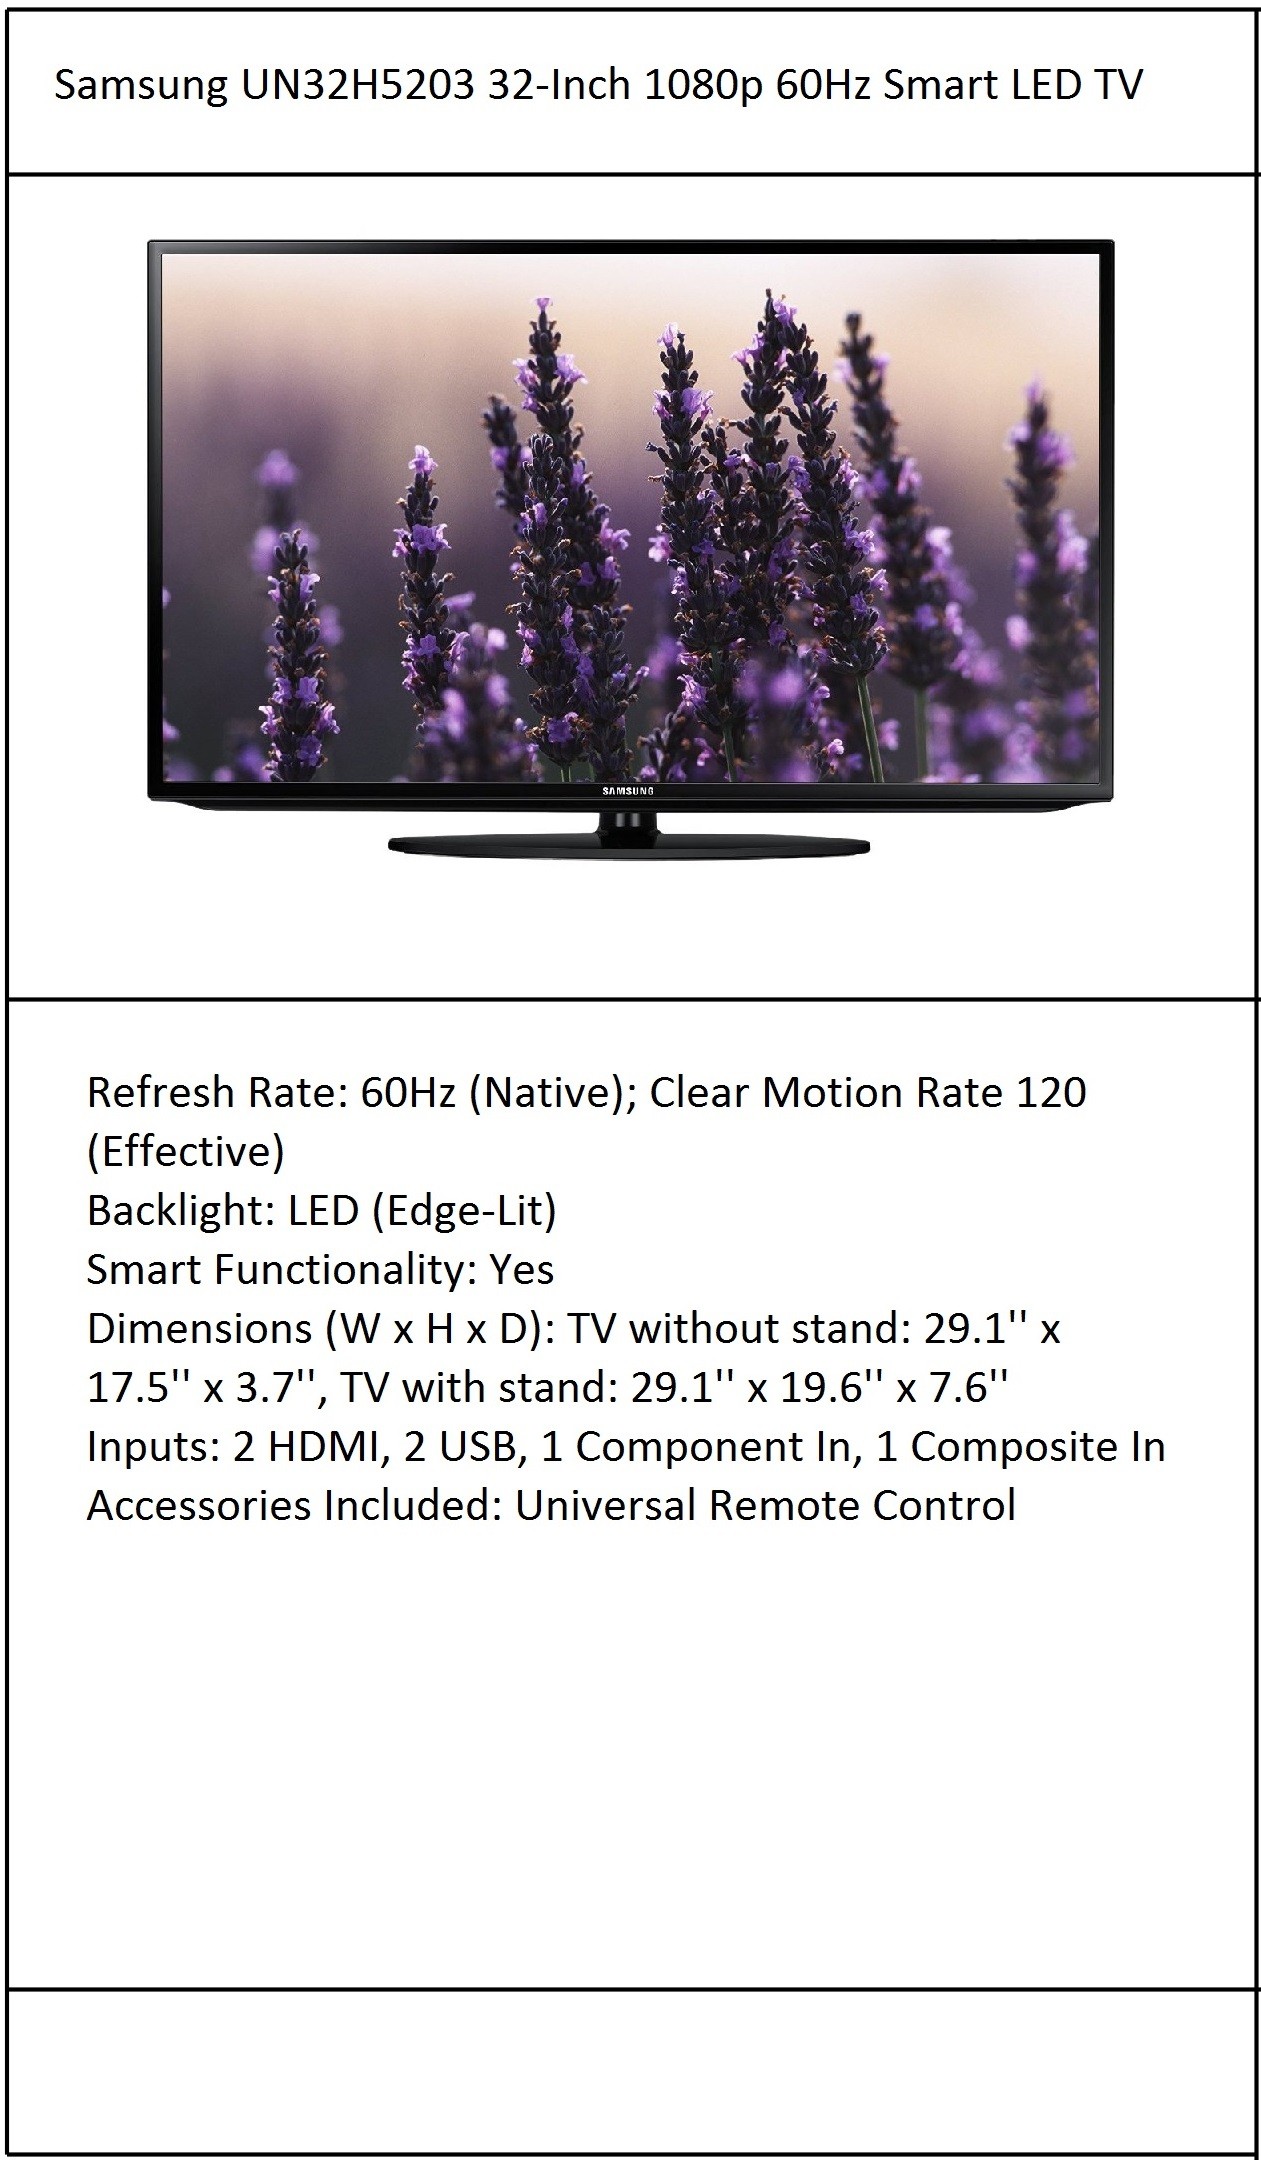 Samsung UN32H5203 32-Inch 1080p 60Hz Smart LED TV
SAMSUNG
Refresh Rate: 60Hz (Native); Clear Motion Rate 120
(Effective)
Backlight: LED (Edge-Lit)
Smart Functionality: Yes
Dimensions (W x H x D): TV without stand: 29.1'' x
17.5'' x 3.7'', TV with stand: 29.1'' x 19.6'' x 7.6''
Inputs: 2 HDMI, 2 USB, 1 Component In, 1 Composite In
Accessories Included: Universal Remote Control